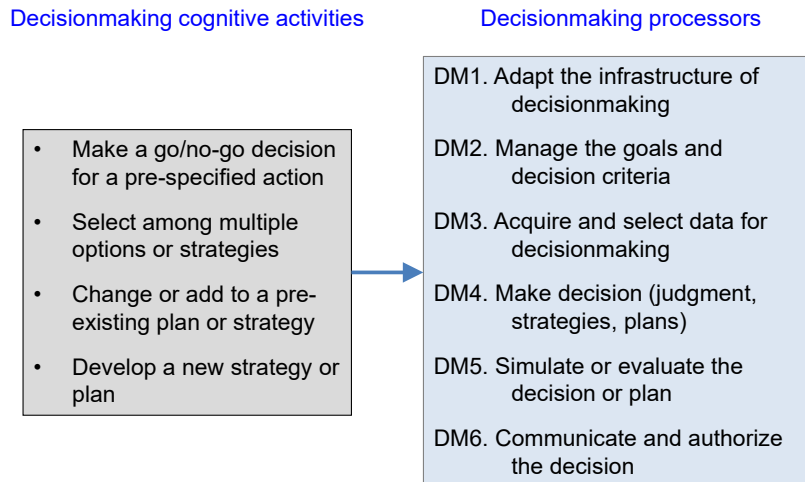 Decisionmaking cognitive activities
Decisionmaking processors
• Make a go/no-go decision
for a pre-specified action
• Select among multiple
options or strategies
• Change or add to a pre-
existing plan or strategy
• Develop a new strategy or
plan
DM1. Adapt the infrastructure of
decisionmaking
DM2. Manage the goals and
decision criteria
DM3. Acquire and select data for
decisionmaking
DM4. Make decision (judgment,
strategies, plans)
DM5. Simulate or evaluate the
decision or plan
DM6. Communicate and authorize
the decision